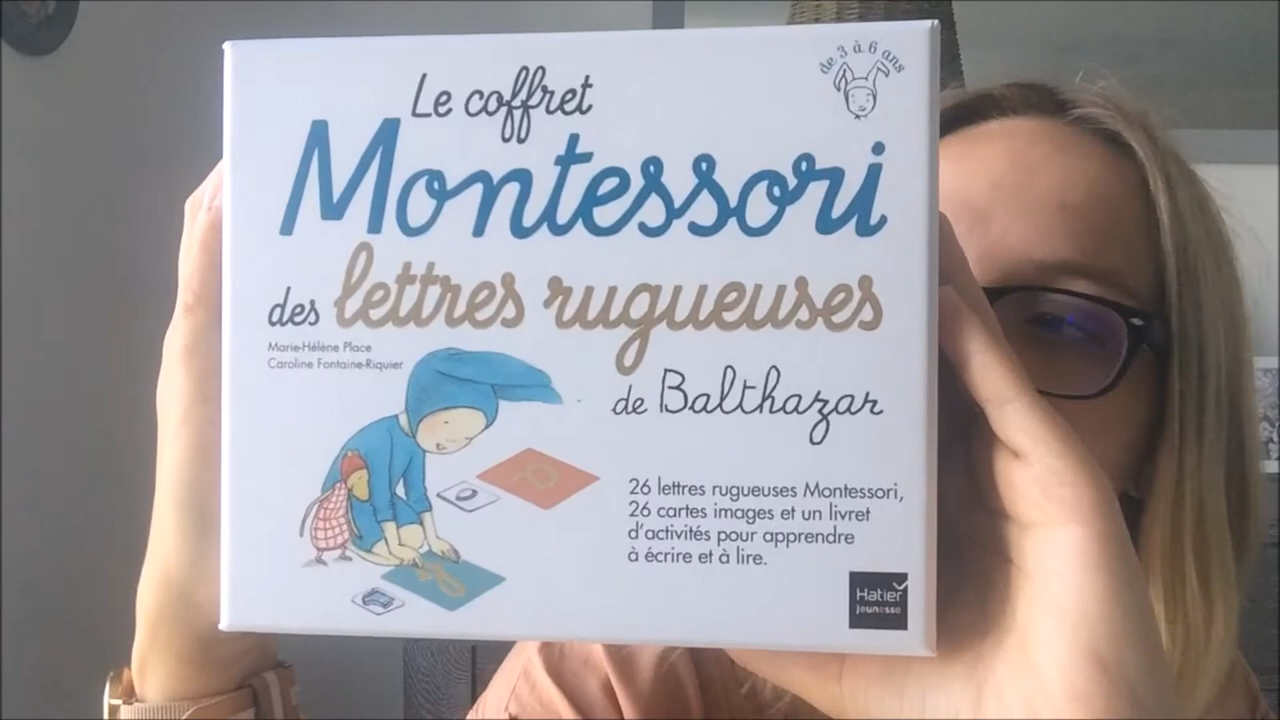 de 3 à 6 ans
Le coffret
Montessori
des lettres rugueuses
Marie-Hélène Place
Caroline Fontaine-Riquier
de Balthazar
26 lettres rugueuses Montessori,
26 cartes images et un livret
d'activités pour apprendre
à écrire et à lire.
Hatier
jeunesse